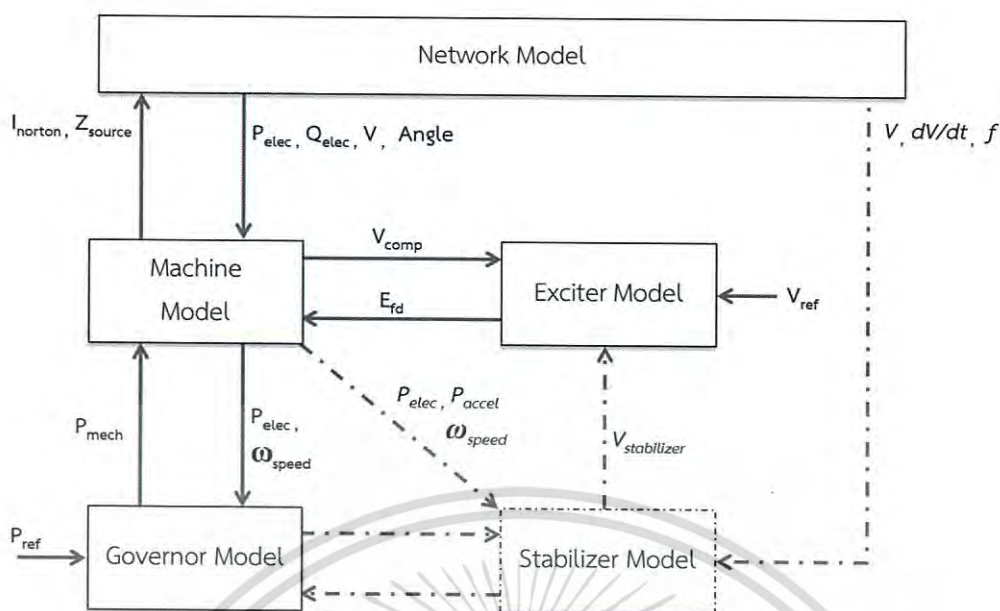 Network Model
I_norton, Z_source
P_elec, Q_elec, V, Angle
V, dV/dt, f
Machine
Model
V_comp
E_fd
Exciter Model
V_ref
P_mech
P_elec,
ω_speed
P_elec, P_accel
ω_speed
V_stabilizer
P_ref
Governor Model
Stabilizer Model